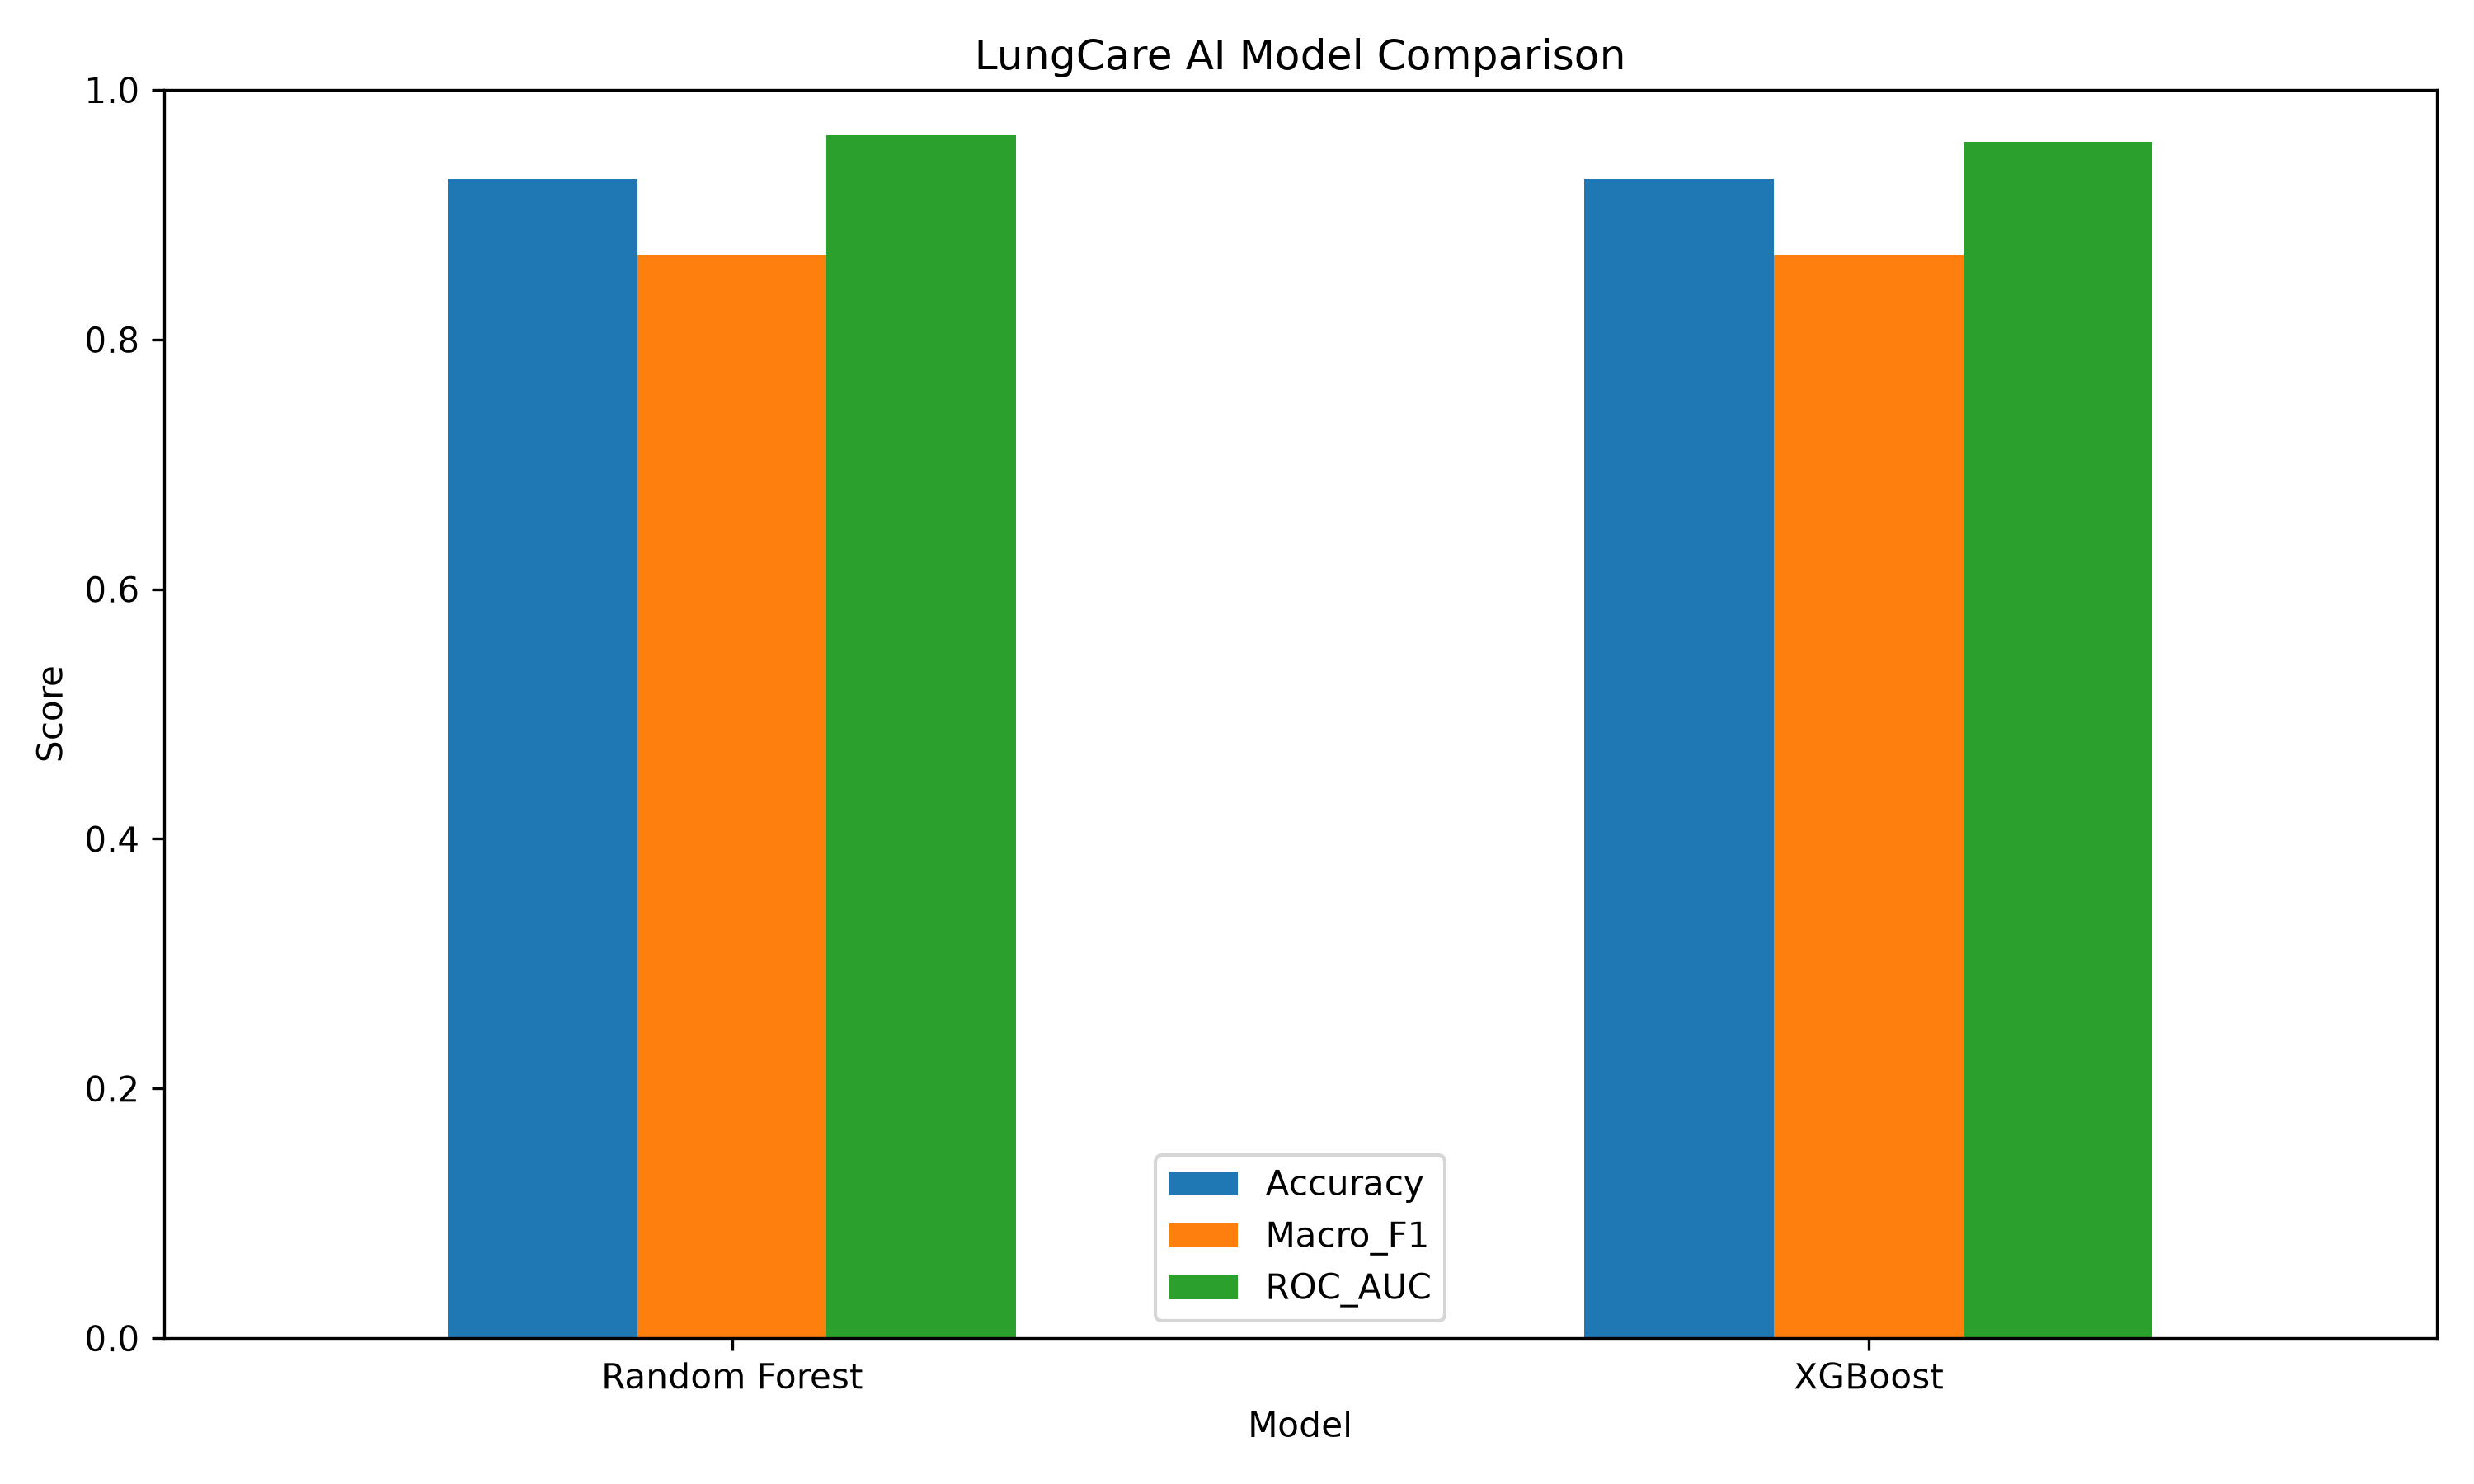 LungCare AI Model Comparison
1.0
0.8
0.6
0.4
0.2
0.0
Score
Accuracy
Macro_F1
ROC_AUC
Random Forest
XGBoost
Model